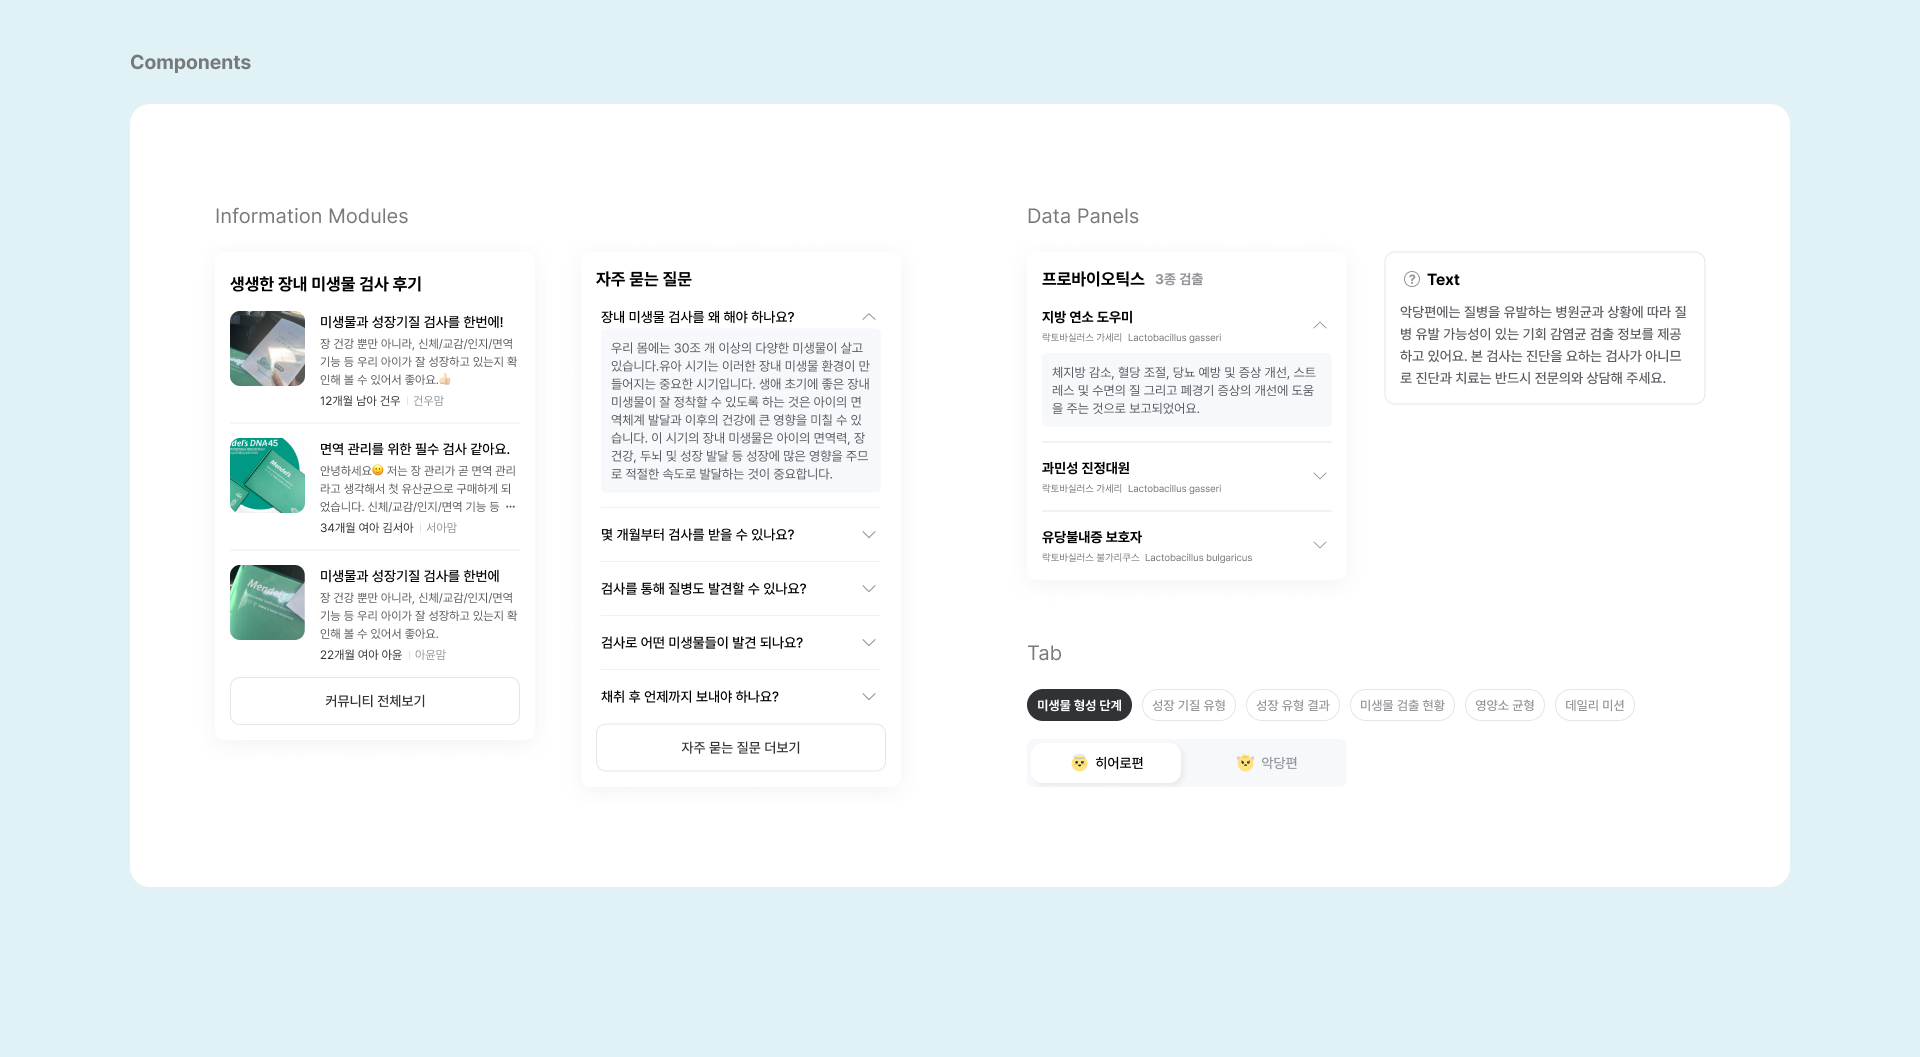 Components
Information Modules
생생한 장내 미생물 검사 후기
미생물과 성장기질 검사를 한번에!
장 건강 뿐만 아니라, 신체/교감/인지/면역
기능 등 우리 아이가 잘 성장하고 있는지 확
인해 볼 수 있어서 좋아요.👍🏻
12개월 남아 건우 | 건우맘
del's DNA45
Mendel's
면역 관리를 위한 필수 검사 같아요.
안녕하세요🙂 저는 장 관리가 곧 면역 관리
라고 생각해서 첫 유산균으로 구매하게 되
었습니다. 신체/교감/인지/면역 기능 등 ···
34개월 여아 김서아 | 서아맘
Mendel's
미생물과 성장기질 검사를 한번에
장 건강 뿐만 아니라, 신체/교감/인지/면역
기능 등 우리 아이가 잘 성장하고 있는지 확
인해 볼 수 있어서 좋아요.
22개월 여아 아윤 | 아윤맘
커뮤니티 전체보기
자주 묻는 질문
장내 미생물 검사를 왜 해야 하나요?
우리 몸에는 30조 개 이상의 다양한 미생물이 살고
있습니다.유아 시기는 이러한 장내 미생물 환경이 만
들어지는 중요한 시기입니다. 생애 초기에 좋은 장내
미생물이 잘 정착할 수 있도록 하는 것은 아이의 면
역체계 발달과 이후의 건강에 큰 영향을 미칠 수 있
습니다. 이 시기의 장내 미생물은 아이의 면역력, 장
건강, 두뇌 및 성장 발달 등 성장에 많은 영향을 주므
로 적절한 속도로 발달하는 것이 중요합니다.
몇 개월부터 검사를 받을 수 있나요?
검사를 통해 질병도 발견할 수 있나요?
검사로 어떤 미생물들이 발견 되나요?
채취 후 언제까지 보내야 하나요?
자주 묻는 질문 더보기
Data Panels
프로바이오틱스 3종 검출
지방 연소 도우미
락토바실러스 가세리 Lactobacillus gasseri
체지방 감소, 혈당 조절, 당뇨 예방 및 증상 개선, 스트
레스 및 수면의 질 그리고 폐경기 증상의 개선에 도움
을 주는 것으로 보고되었어요.
과민성 진정대원
락토바실러스 가세리 Lactobacillus gasseri
유당불내증 보호자
락토바실러스 불가리쿠스 Lactobacillus bulgaricus
? Text
악당편에는 질병을 유발하는 병원균과 상황에 따라 질
병 유발 가능성이 있는 기회 감염균 검출 정보를 제공
하고 있어요. 본 검사는 진단을 요하는 검사가 아니므
로 진단과 치료는 반드시 전문의와 상담해 주세요.
Tab
미생물 형성 단계 성장 기질 유형 성장 유형 결과 미생물 검출 현황 영양소 균형 데일리 미션
히어로편 악당편